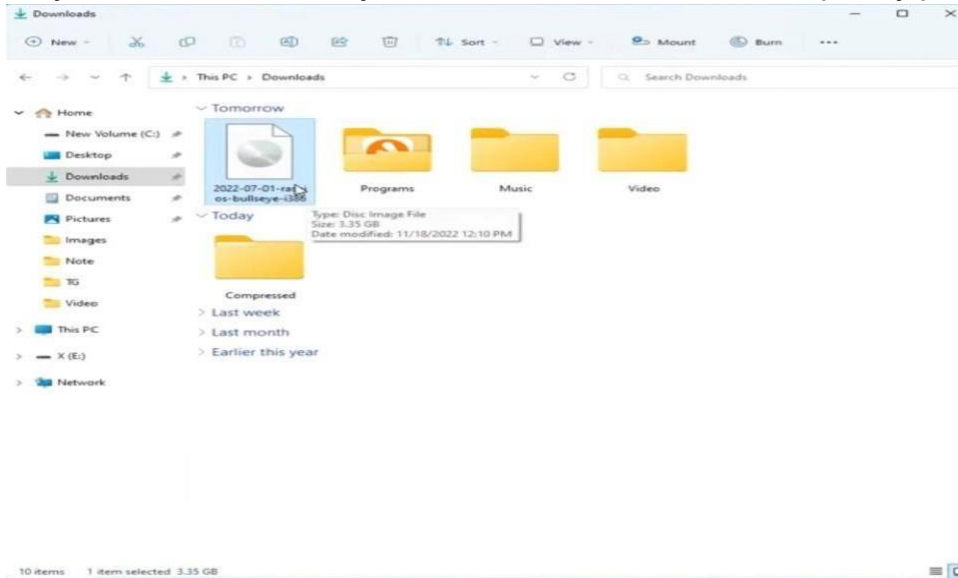 Downloads
New
Sort
View
Mount
Burn
This PC > Downloads
Search Downloads
Home
New Volume (C:)
Desktop
Downloads
Documents
Pictures
Images
Note
TG
Video
This PC
X (E:)
Network
Tomorrow
2022-07-01-
os-bullseye-i386
Programs
Music
Video
Type: Disc Image File
Size: 3.35 GB
Date modified: 11/18/2022 12:10 PM
Today
Compressed
Last week
Last month
Earlier this year
10 items 1 item selected 3.35 GB